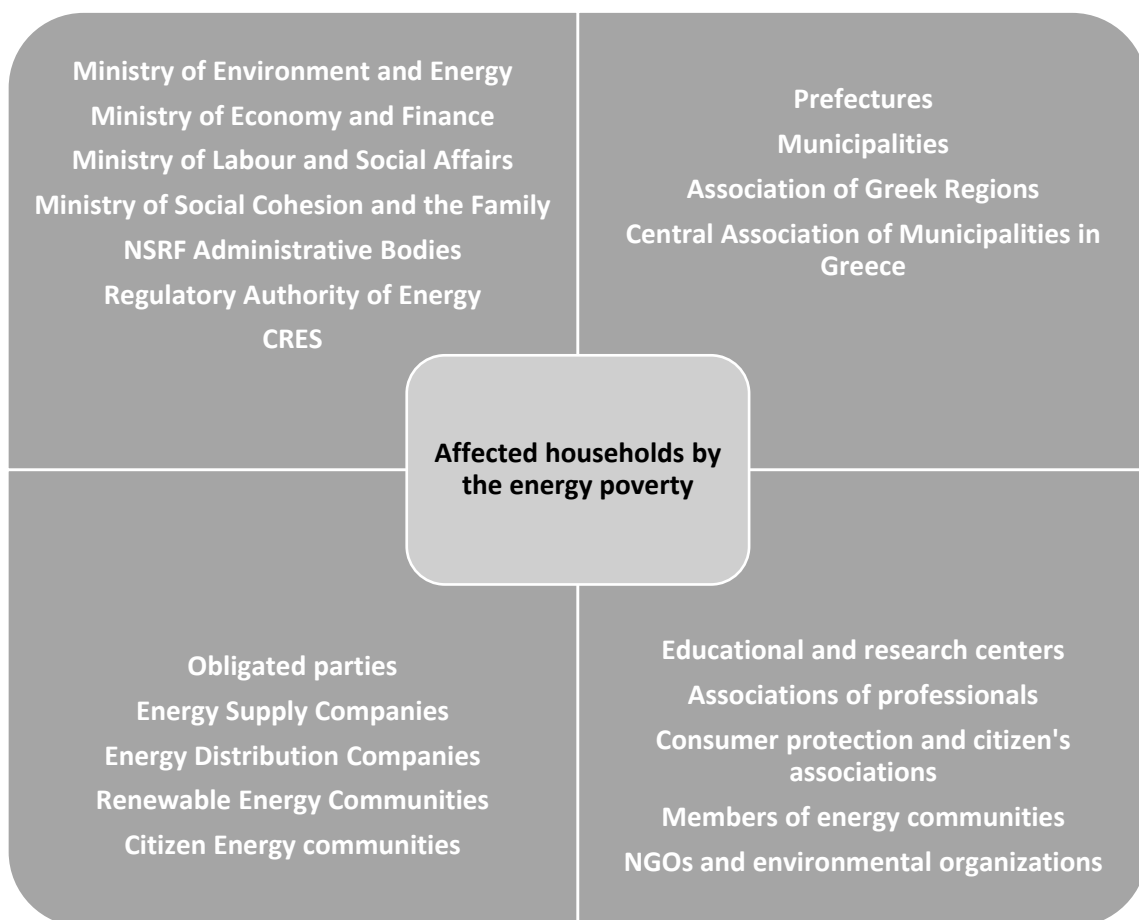 Ministry of Environment and Energy
Ministry of Economy and Finance
Ministry of Labour and Social Affairs
Ministry of Social Cohesion and the Family
NSRF Administrative Bodies
Regulatory Authority of Energy
CRES
Prefectures
Municipalities
Association of Greek Regions
Central Association of Municipalities in
Greece
Affected households by
the energy poverty
Obligated parties
Energy Supply Companies
Energy Distribution Companies
Renewable Energy Communities
Citizen Energy communities
Educational and research centers
Associations of professionals
Consumer protection and citizen's
associations
Members of energy communities
NGOs and environmental organizations